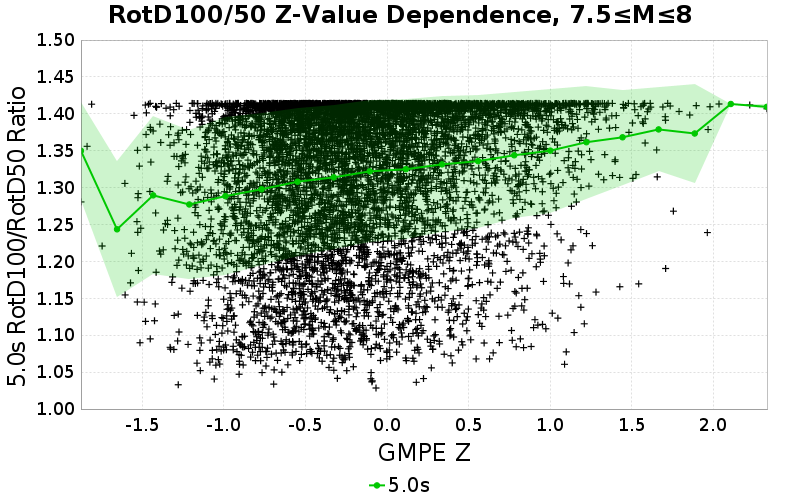 RotD100/50 Z-Value Dependence, 7.5≤M≤8
5.0s RotD100/RotD50 Ratio
1.50
1.45
1.40
1.35
1.30
1.25
1.20
1.15
1.10
1.05
1.00
-1.5 -1.0 -0.5 0.0 0.5 1.0 1.5 2.0
GMPE Z
5.0s